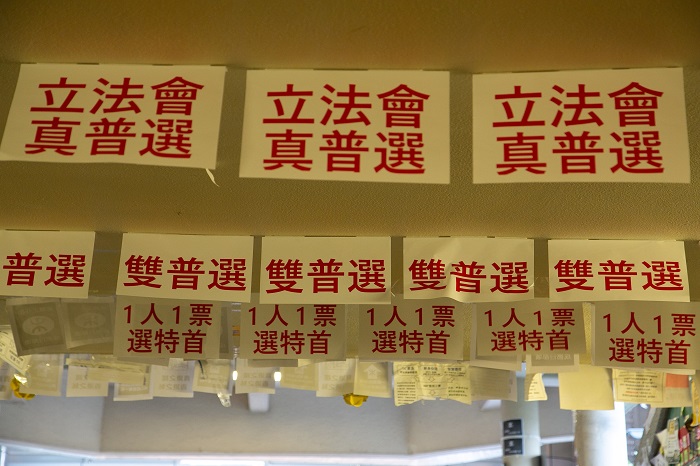 立法會
真普選
立法會
真普選
立法會
真普選
普選
雙普選
雙普選
雙普選
雙普選
1人1票
選特首
1人1票
選特首
1人1票
選特首
1人1票
選特首
1人1票
選特首